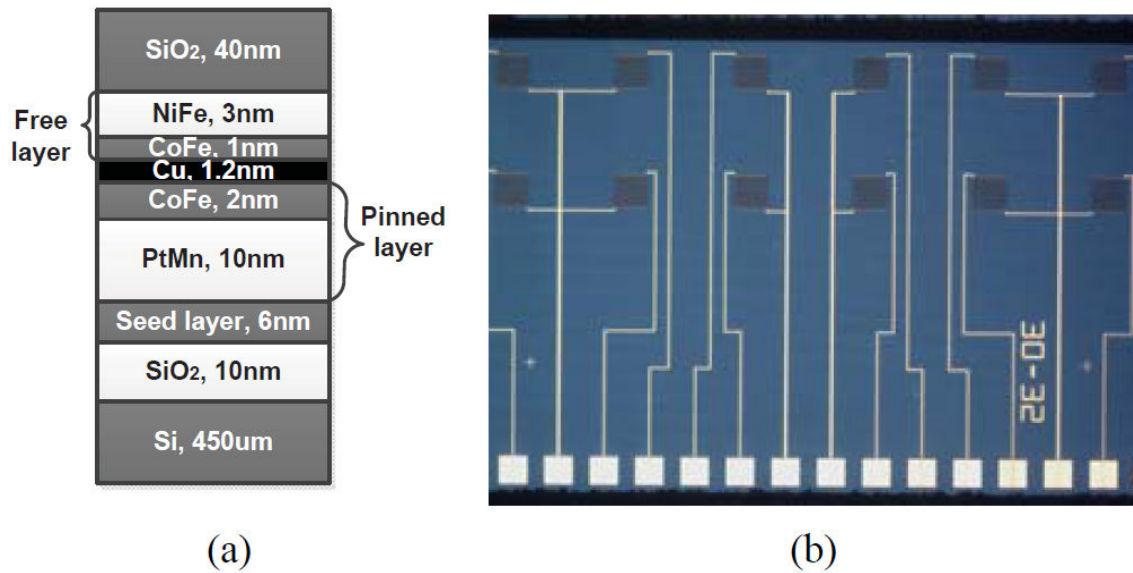 SiO₂, 40nm
Free
layer
NiFe, 3nm
CoFe, 1nm
Cu, 1.2nm
CoFe, 2nm
Pinned
layer
PtMn, 10nm
Seed layer, 6nm
SiO₂, 10nm
Si, 450um
30-32
(a)
(b)